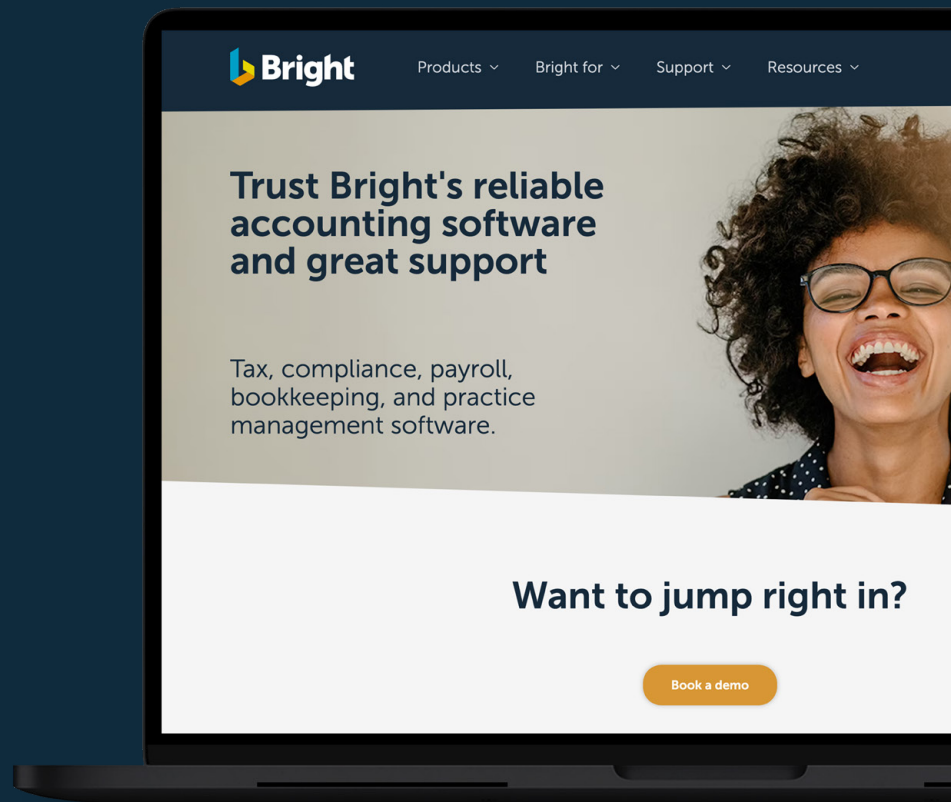 Bright
Products
Bright for
Support
Resources
Trust Bright's reliable
accounting software
and great support
Tax, compliance, payroll,
bookkeeping, and practice
management software.
Want to jump right in?
Book a demo